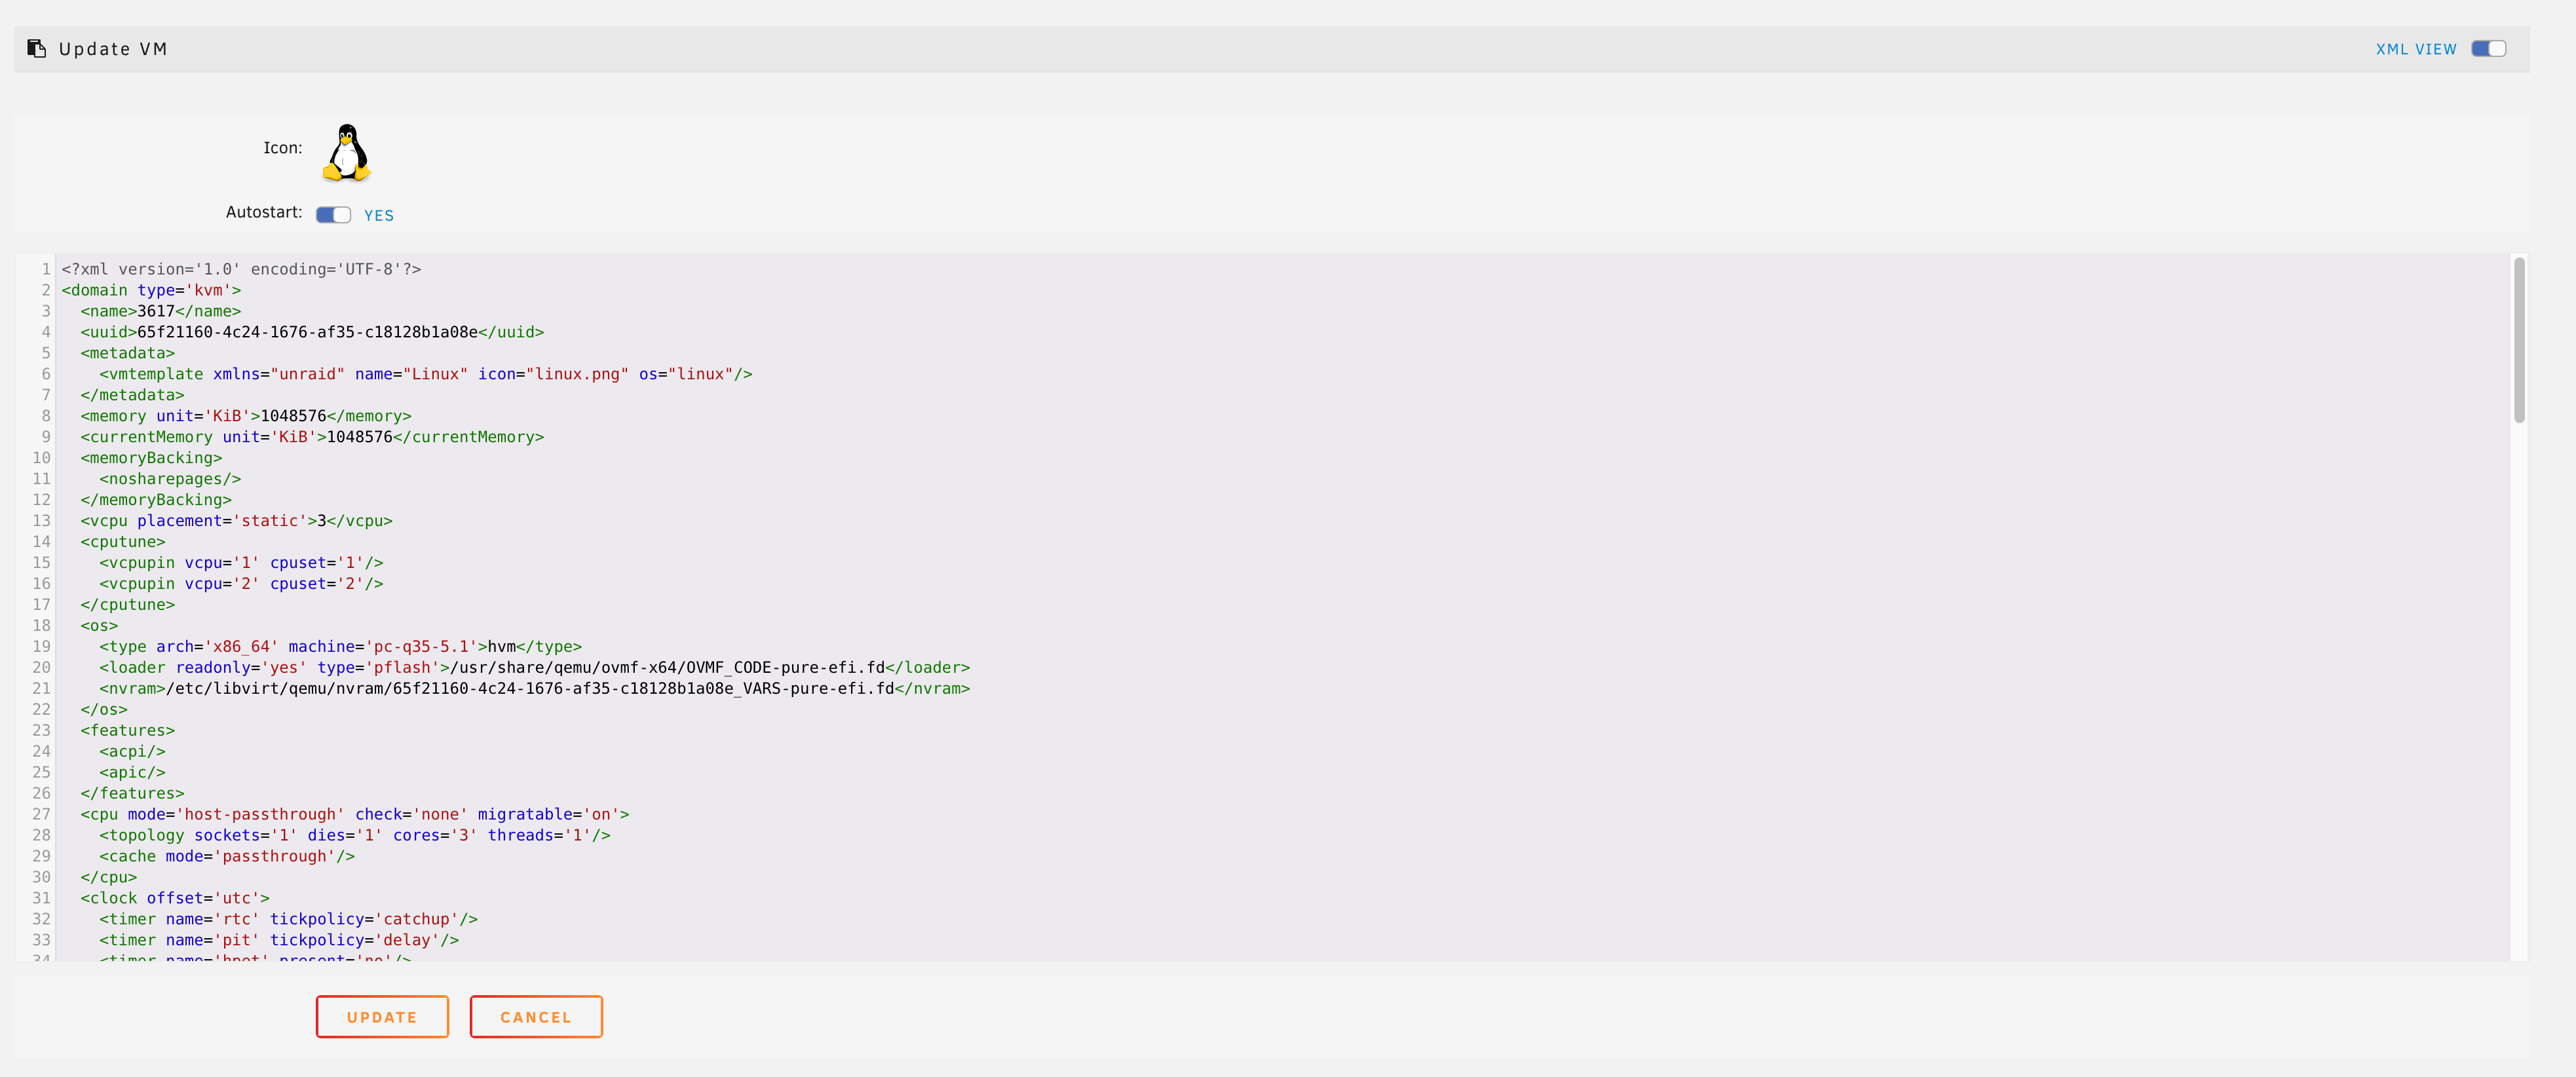 Update VM
XML VIEW
Icon:
Autostart: YES
1 <?xml version='1.0' encoding='UTF-8'?>
2 <domain type='kvm'>
3   <name>3617</name>
4   <uuid>65f21160-4c24-1676-af35-c18128b1a08e</uuid>
5   <metadata>
6     <vmtemplate xmlns="unraid" name="Linux" icon="linux.png" os="linux"/>
7   </metadata>
8   <memory unit='KiB'>1048576</memory>
9   <currentMemory unit='KiB'>1048576</currentMemory>
10   <memoryBacking>
11     <nosharepages/>
12   </memoryBacking>
13   <vcpu placement='static'>3</vcpu>
14   <cputune>
15     <vcpupin vcpu='1' cpuset='1'/>
16     <vcpupin vcpu='2' cpuset='2'/>
17   </cputune>
18   <os>
19     <type arch='x86_64' machine='pc-q35-5.1'>hvm</type>
20     <loader readonly='yes' type='pflash'>/usr/share/qemu/ovmf-x64/OVMF_CODE-pure-efi.fd</loader>
21     <nvram>/etc/libvirt/qemu/nvram/65f21160-4c24-1676-af35-c18128b1a08e_VARS-pure-efi.fd</nvram>
22   </os>
23   <features>
24     <acpi/>
25     <apic/>
26   </features>
27   <cpu mode='host-passthrough' check='none' migratable='on'>
28     <topology sockets='1' dies='1' cores='3' threads='1'/>
29     <cache mode='passthrough'/>
30   </cpu>
31   <clock offset='utc'>
32     <timer name='rtc' tickpolicy='catchup'/>
33     <timer name='pit' tickpolicy='delay'/>
34     <timer name='hpet' present='no'/>
UPDATE CANCEL